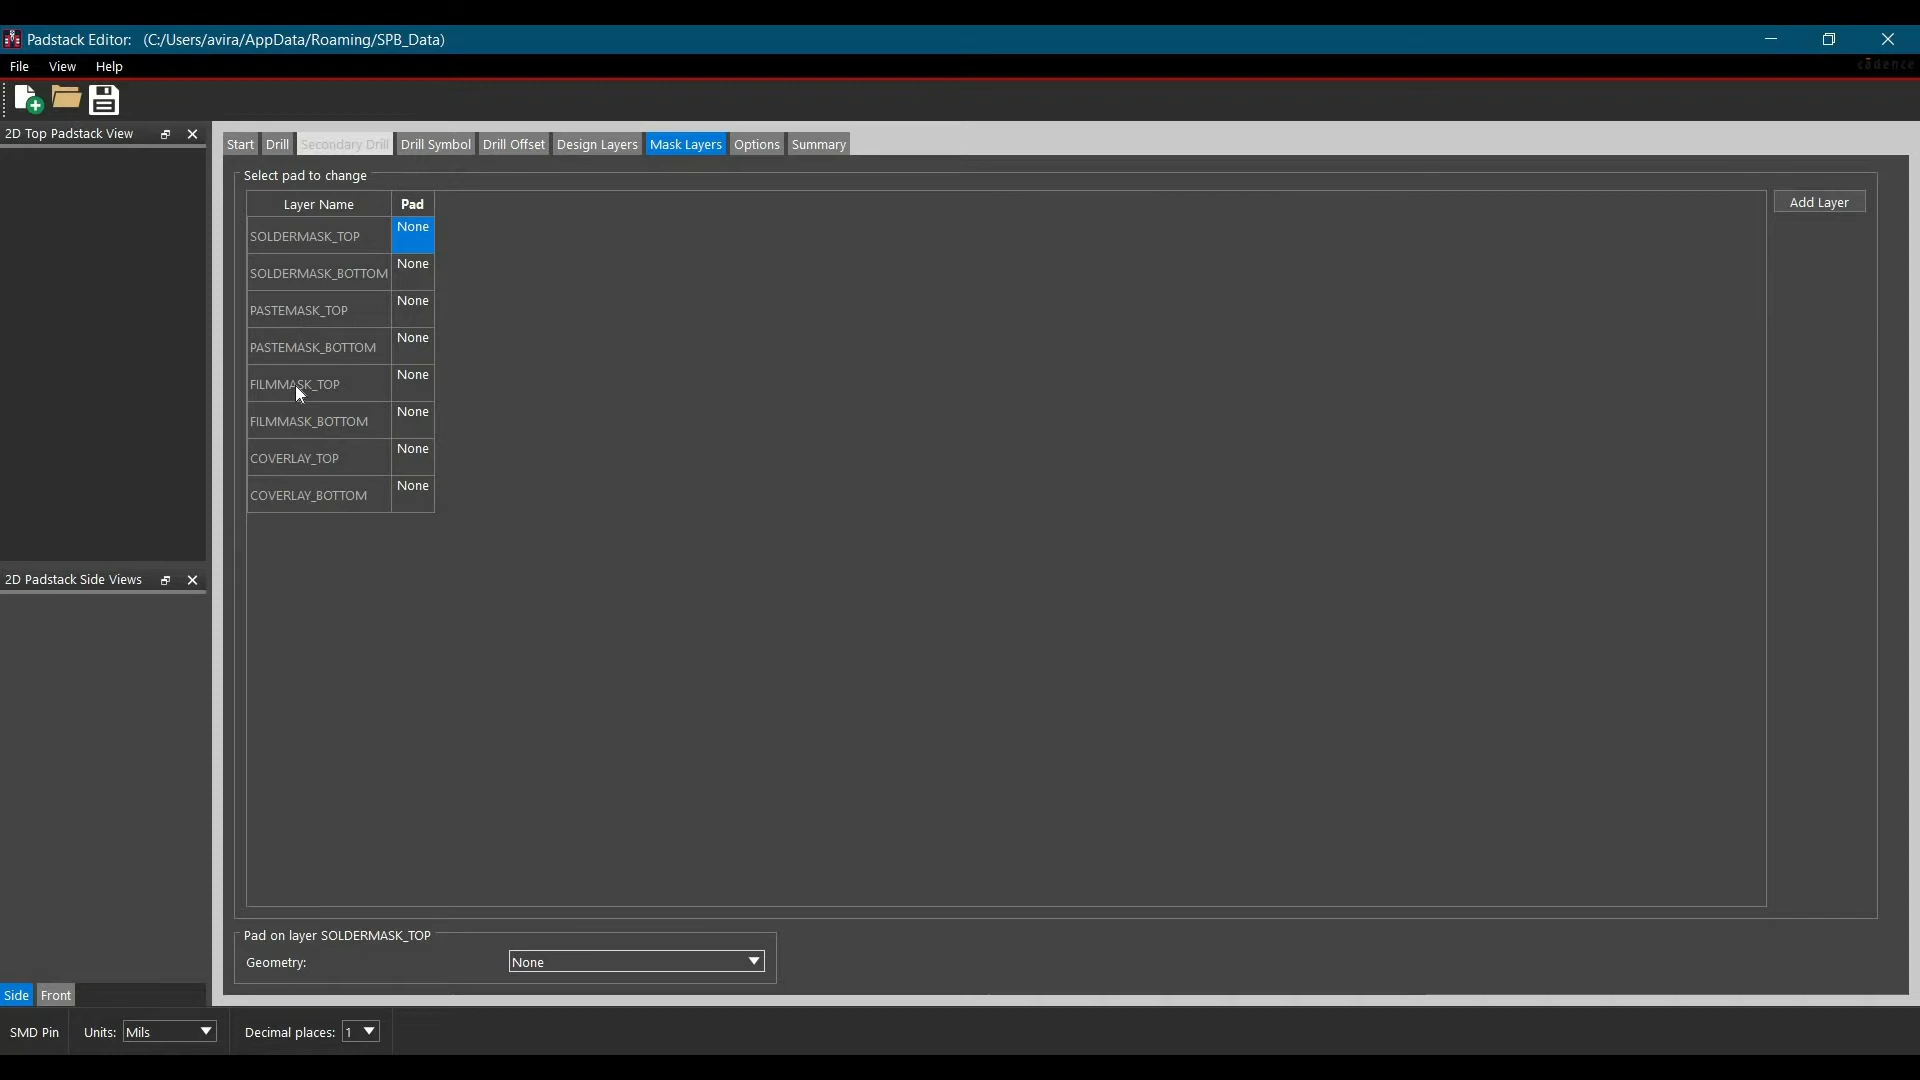 Padstack Editor: (C:/Users/avira/AppData/Roaming/SPB_Data)
File View Help
cādence
2D Top Padstack View
Start Drill Secondary Drill Drill Symbol Drill Offset Design Layers Mask Layers Options Summary
Select pad to change
Layer Name Pad
Add Layer
SOLDERMASK_TOP None
SOLDERMASK_BOTTOM None
PASTEMASK_TOP None
PASTEMASK_BOTTOM None
FILMMASK_TOP None
FILMMASK_BOTTOM None
COVERLAY_TOP None
COVERLAY_BOTTOM None
2D Padstack Side Views
Pad on layer SOLDERMASK_TOP
Geometry: None
Side Front
SMD Pin Units: Mils Decimal places: 1